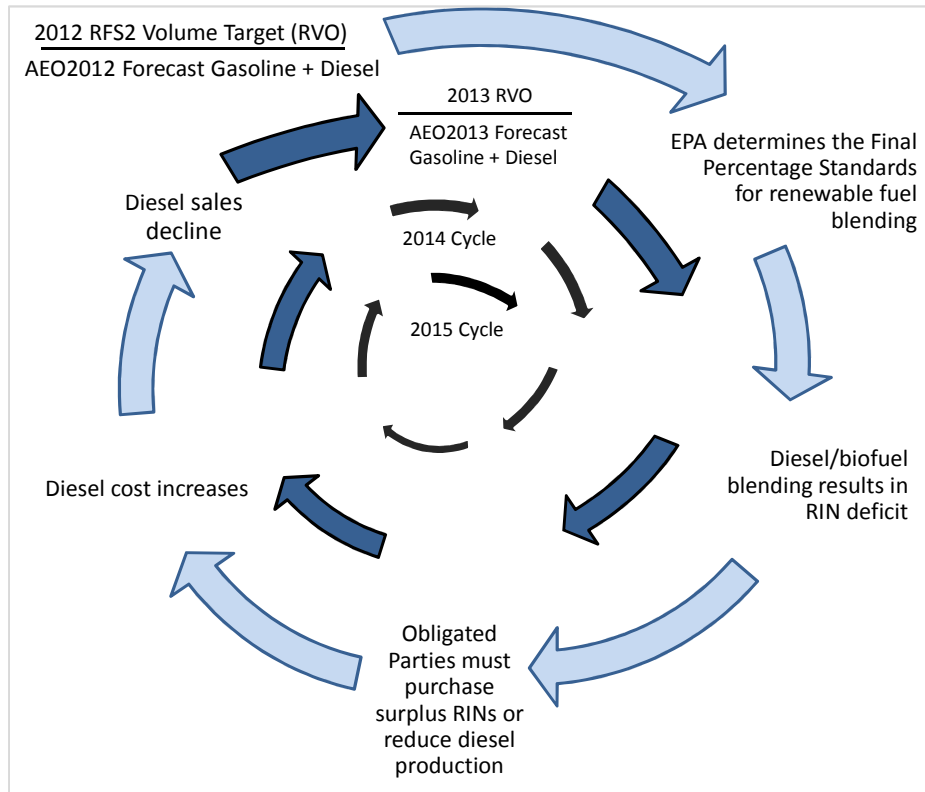 2012 RFS2 Volume Target (RVO)
AEO2012 Forecast Gasoline + Diesel
2013 RVO
AEO2013 Forecast
Gasoline + Diesel
EPA determines the Final
Percentage Standards
for renewable fuel
blending
Diesel sales
decline
2014 Cycle
2015 Cycle
Diesel/biofuel
blending results in
RIN deficit
Diesel cost increases
Obligated
Parties must
purchase
surplus RINs or
reduce diesel
production